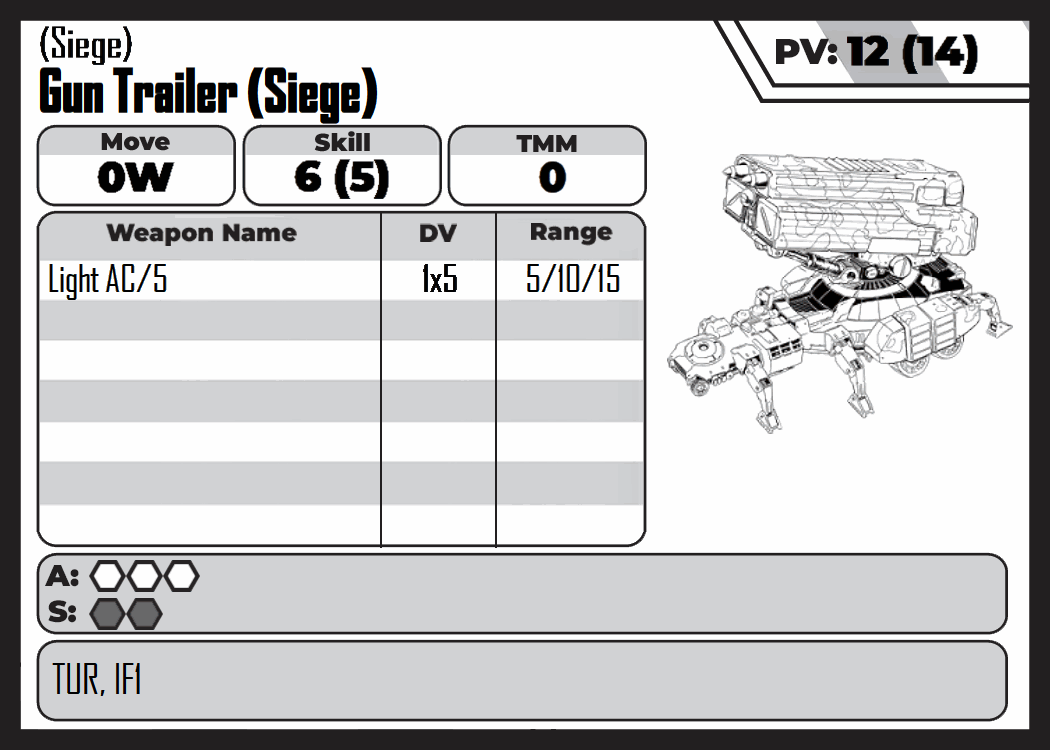 (Siege)
Gun Trailer (Siege)
PV: 12 (14)
Move Skill TMM
0W 6 (5) 0
Weapon Name DV Range
Light AC/5 1x5 5/10/15
A:
S:
TUR, IF1